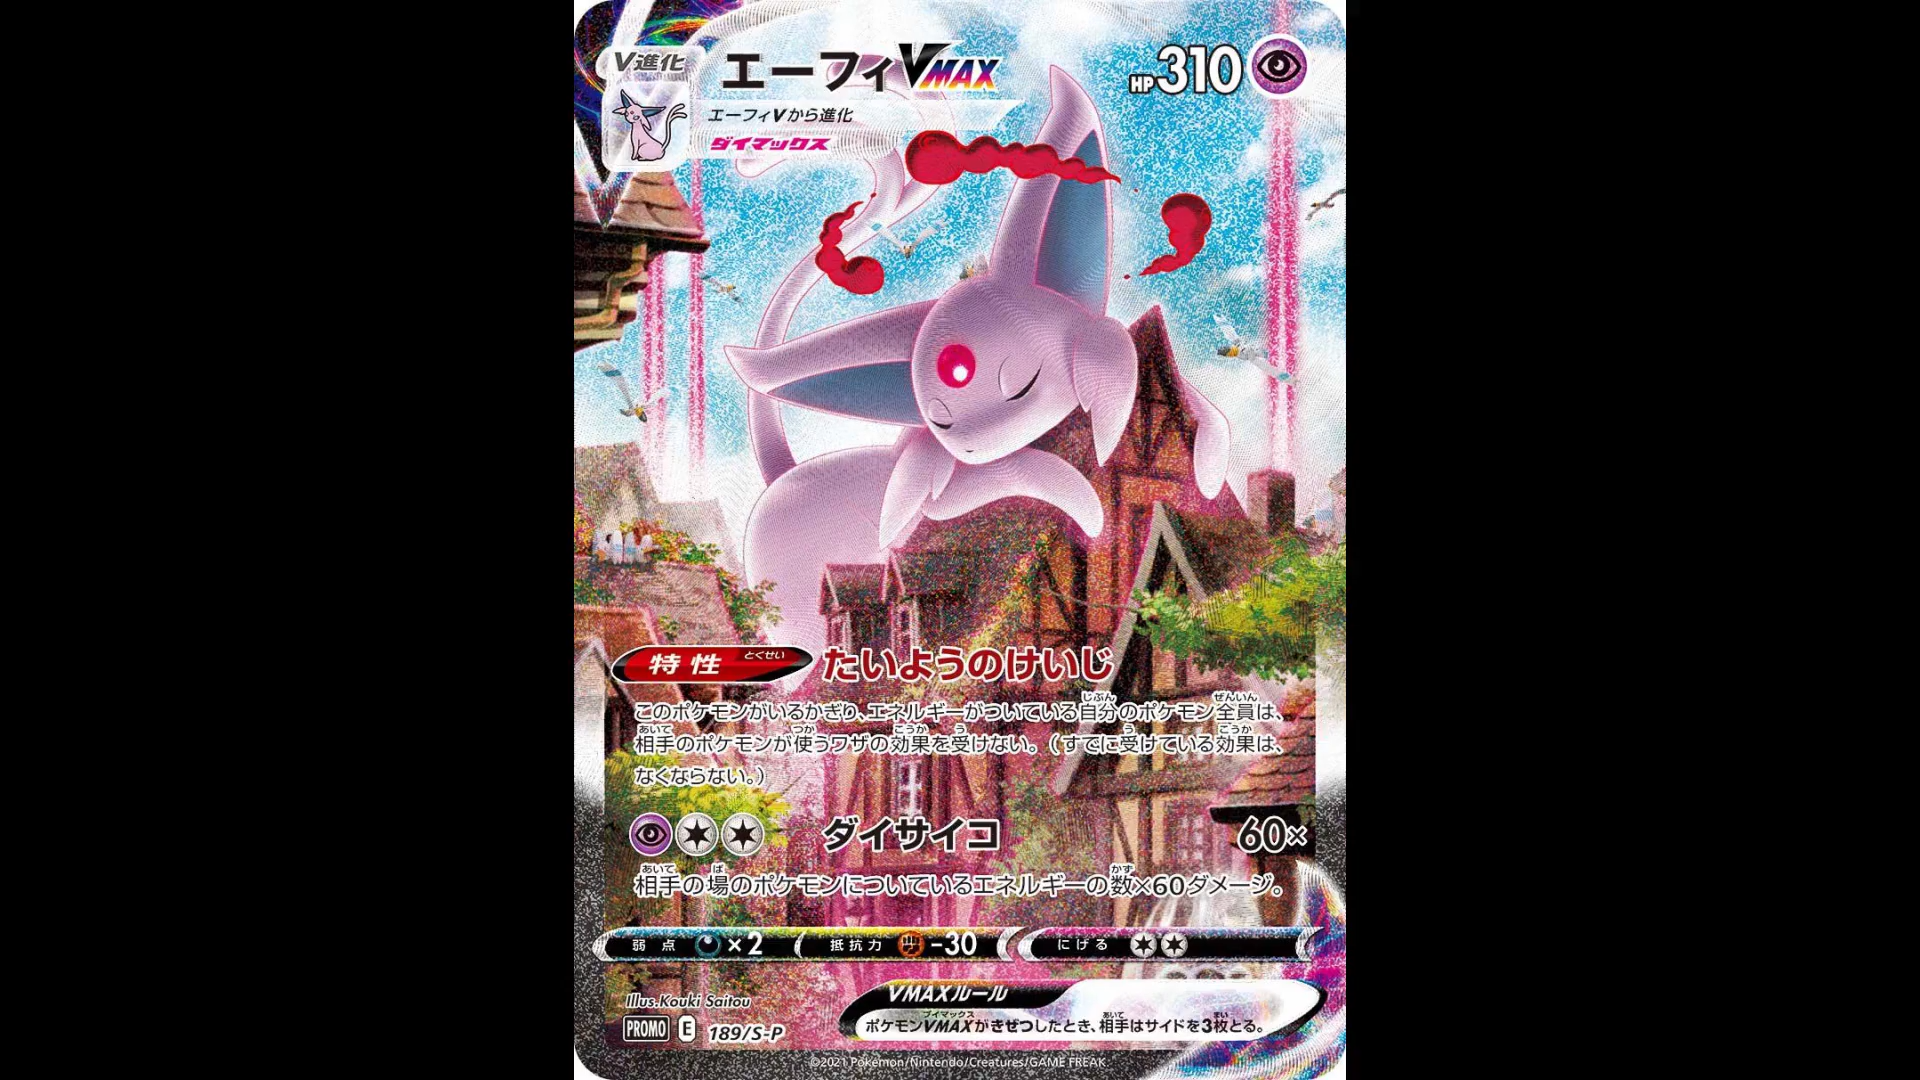 V進化
エーフィVMAX
HP310
エーフィVから進化
ダイマックス
特性 とくせい たいようのけいじ
このポケモンがいるかぎり、エネルギーがついている自分のポケモン全員は、
相手のポケモンが使うワザの効果を受けない。（すでに受けている効果は、
なくならない。）
ダイサイコ 60×
相手の場のポケモンについているエネルギーの数×60ダメージ。
弱点 ×2 抵抗力 -30 にげる
Illus.Kouki Saitou
VMAXルール
ポケモンVMAXがきぜつしたとき、相手はサイドを3枚とる。
PROMO E 189/S-P
©2021 Pokémon/Nintendo/Creatures/GAME FREAK